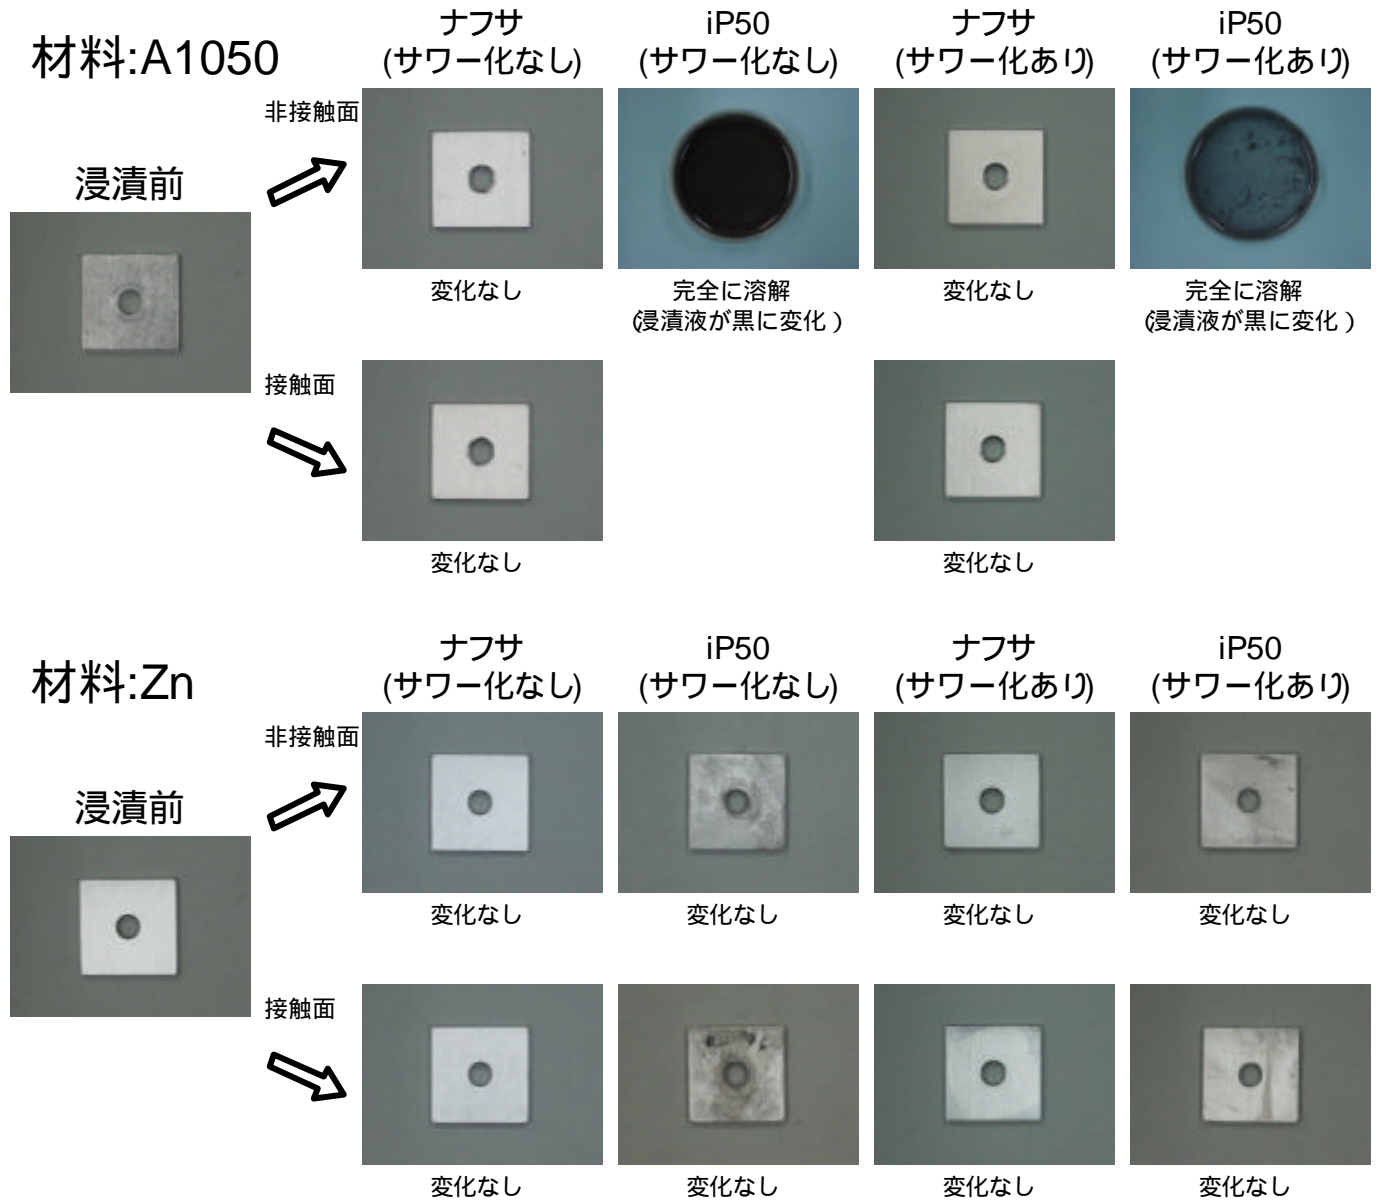 材料:A1050
ナフサ
(サワー化なし)
iP50
(サワー化なし)
ナフサ
(サワー化あり)
iP50
(サワー化あり)
非接触面
浸漬前
変化なし
完全に溶解
(浸漬液が黒に変化)
変化なし
完全に溶解
(浸漬液が黒に変化)
接触面
変化なし
変化なし
材料:Zn
ナフサ
(サワー化なし)
iP50
(サワー化なし)
ナフサ
(サワー化あり)
iP50
(サワー化あり)
非接触面
浸漬前
変化なし
変化なし
変化なし
変化なし
接触面
変化なし
変化なし
変化なし
変化なし